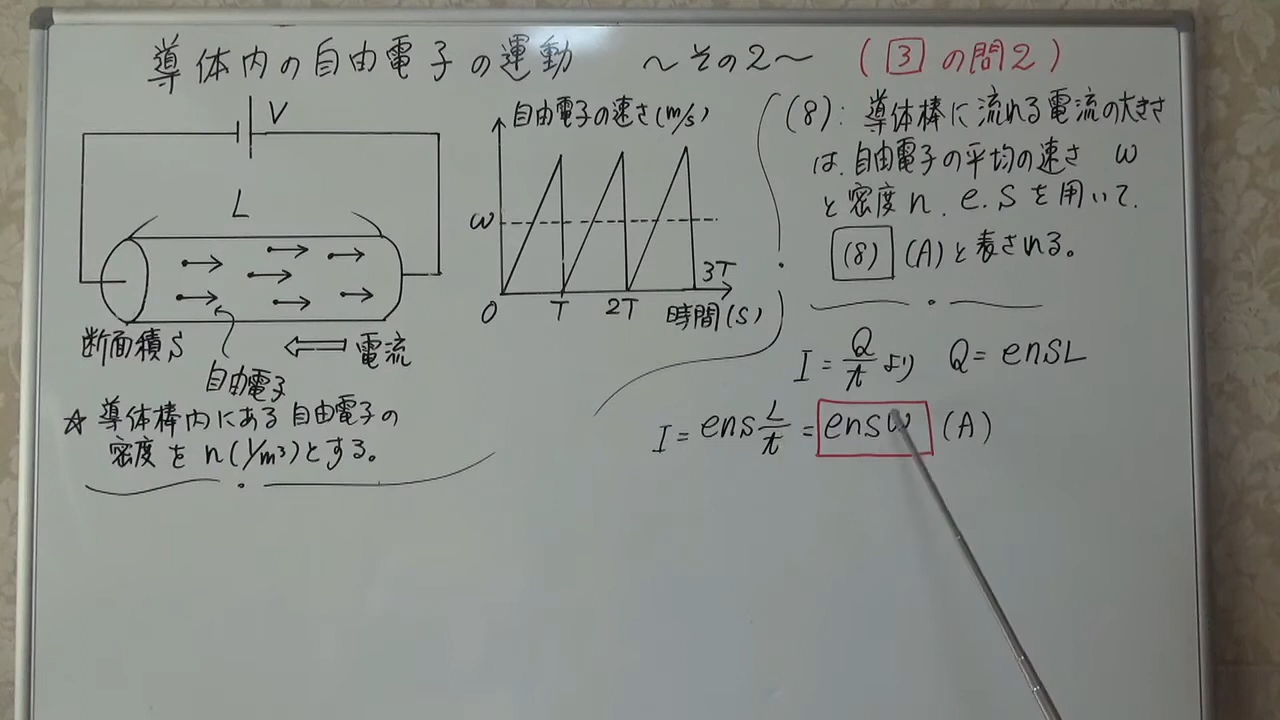 導体内の自由電子の運動 ～その2～ (3の問2)
V
L
断面積S
自由電子
電流
☆ 導体棒内にある自由電子の
密度をn(1/m³)とする。
自由電子の速さ(m/s)
ω
0 T 2T 3T
時間(s)
(8): 導体棒に流れる電流の大きさ
は、自由電子の平均の速さ ω
と密度n、e、Sを用いて、
(8) (A)と表される。
I = Q/t より Q = enSL
I = enS L/t = enSω (A)